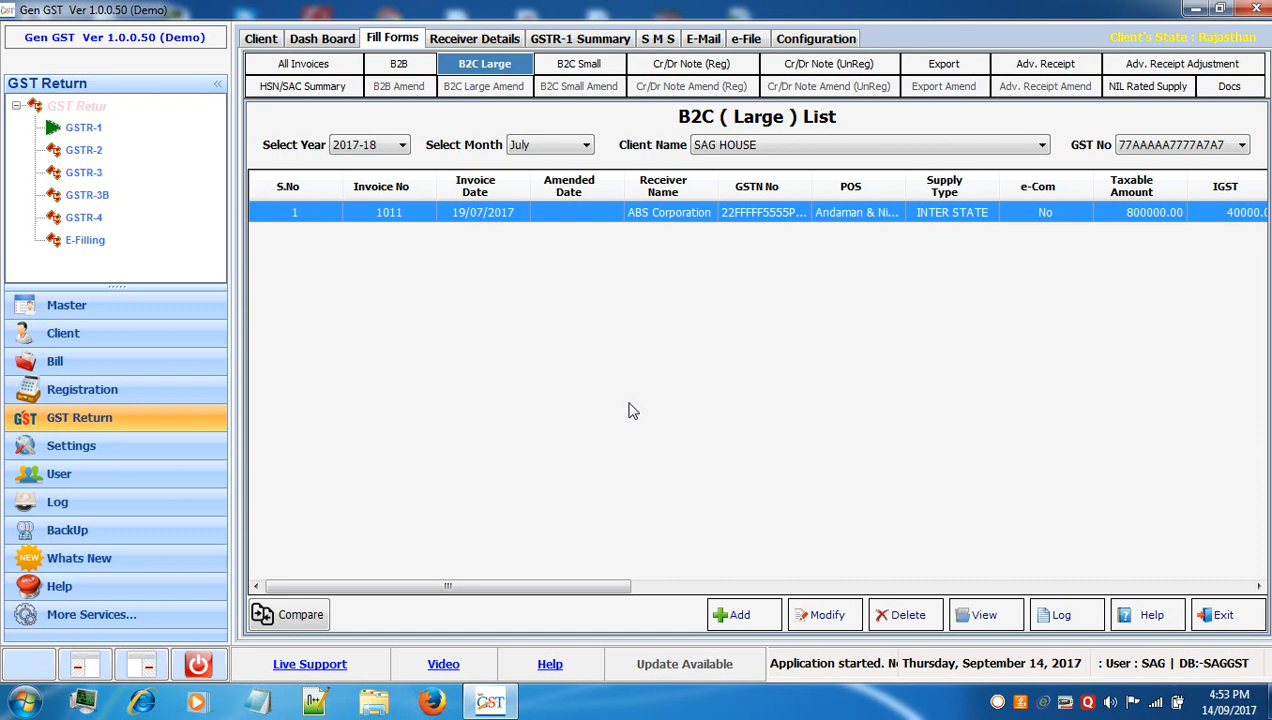 Gen GST Ver 1.0.0.50 (Demo)
Gen GST Ver 1.0.0.50 (Demo)
Client Dash Board Fill Forms Receiver Details GSTR-1 Summary S M S E-Mail e-File Configuration Client's State : Rajasthan
All Invoices B2B B2C Large B2C Small Cr/Dr Note (Reg) Cr/Dr Note (UnReg) Export Adv. Receipt Adv. Receipt Adjustment
HSN/SAC Summary B2B Amend B2C Large Amend B2C Small Amend Cr/Dr Note Amend (Reg) Cr/Dr Note Amend (UnReg) Export Amend Adv. Receipt Amend NIL Rated Supply Docs
GST Return
GST Retur
GSTR-1
GSTR-2
GSTR-3
GSTR-3B
GSTR-4
E-Filling
Master
Client
Bill
Registration
GST Return
Settings
User
Log
BackUp
NEW Whats New
Help
More Services...
B2C ( Large ) List
Select Year 2017-18 Select Month July Client Name SAG HOUSE GST No 77AAAAA7777A7A7
S.No Invoice No Invoice Date Amended Date Receiver Name GSTN No POS Supply Type e-Com Taxable Amount IGST
1 1011 19/07/2017 ABS Corporation 22FFFFF5555P... Andaman & Ni... INTER STATE No 800000.00 40000.0
Compare Add Modify Delete View Log Help Exit
Live Support Video Help Update Available Application started. Thursday, September 14, 2017 : User : SAG | DB:-SAGGST
GST
4:53 PM
14/09/2017